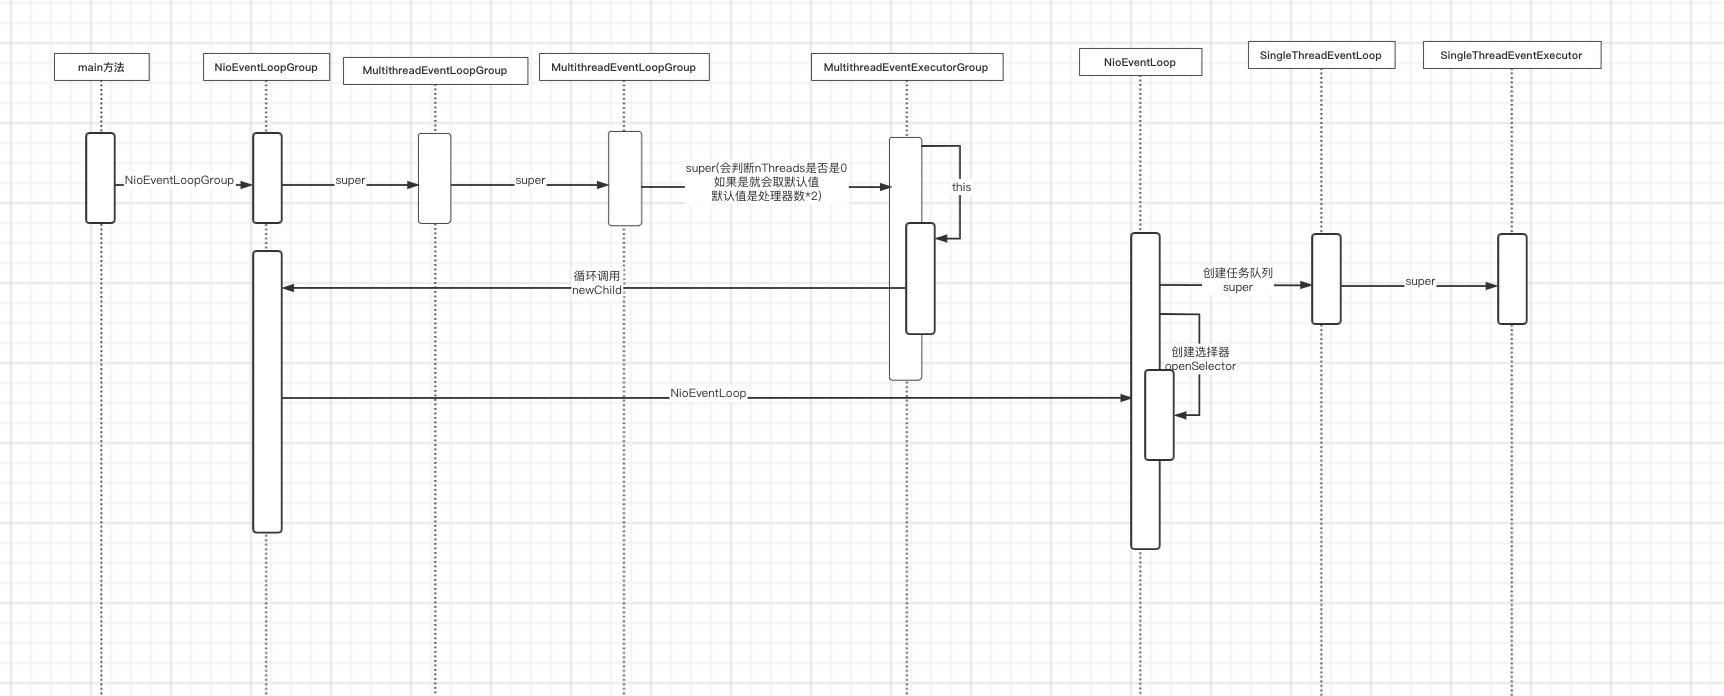 main方法
NioEventLoopGroup
MultithreadEventLoopGroup
MultithreadEventLoopGroup
MultithreadEventExecutorGroup
NioEventLoop
SingleThreadEventLoop
SingleThreadEventExecutor
NioEventLoopGroup
super
super
super(会判断nThreads是否是0
如果是就会取默认值
默认值是处理器数*2)
this
循环调用
newChild
创建任务队列
super
super
创建选择器
openSelector
NioEventLoop